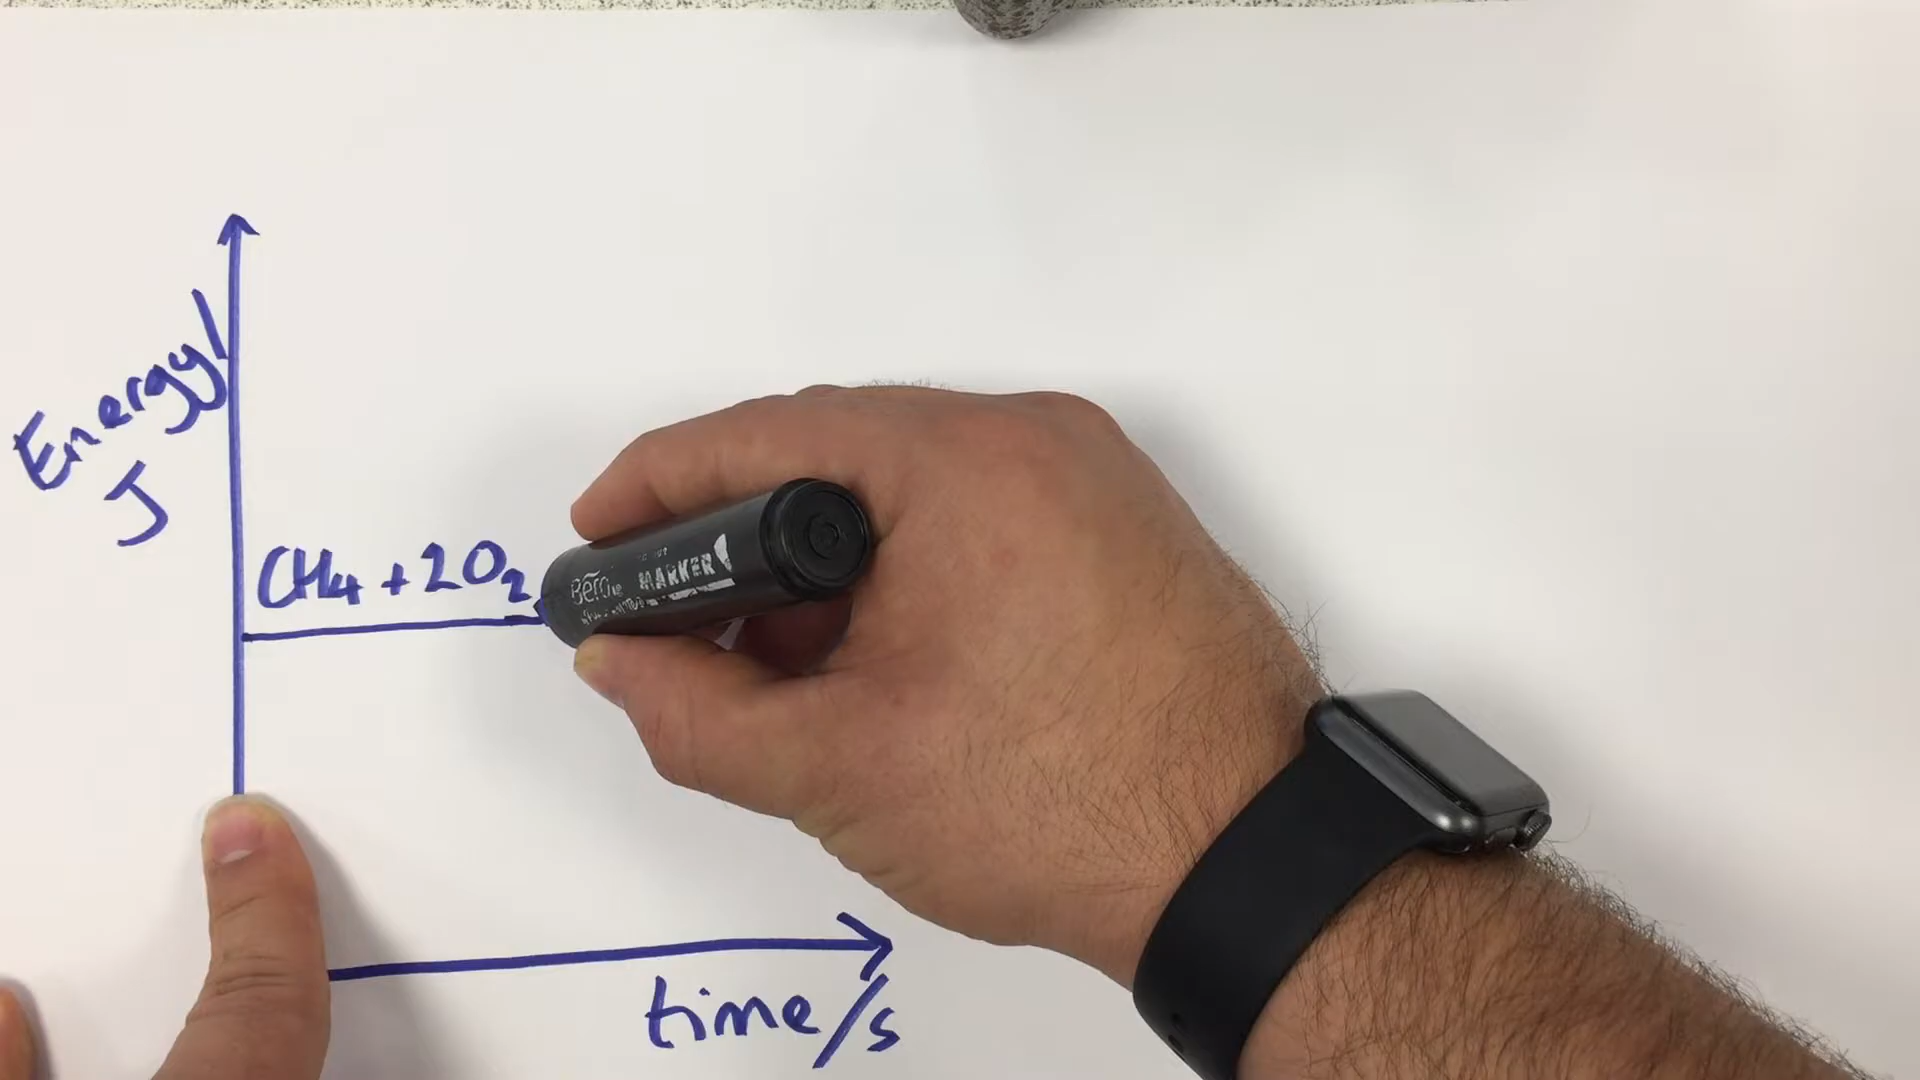 Energy/
J
CH₄ + 2O₂
Berol
MARKER
time/s